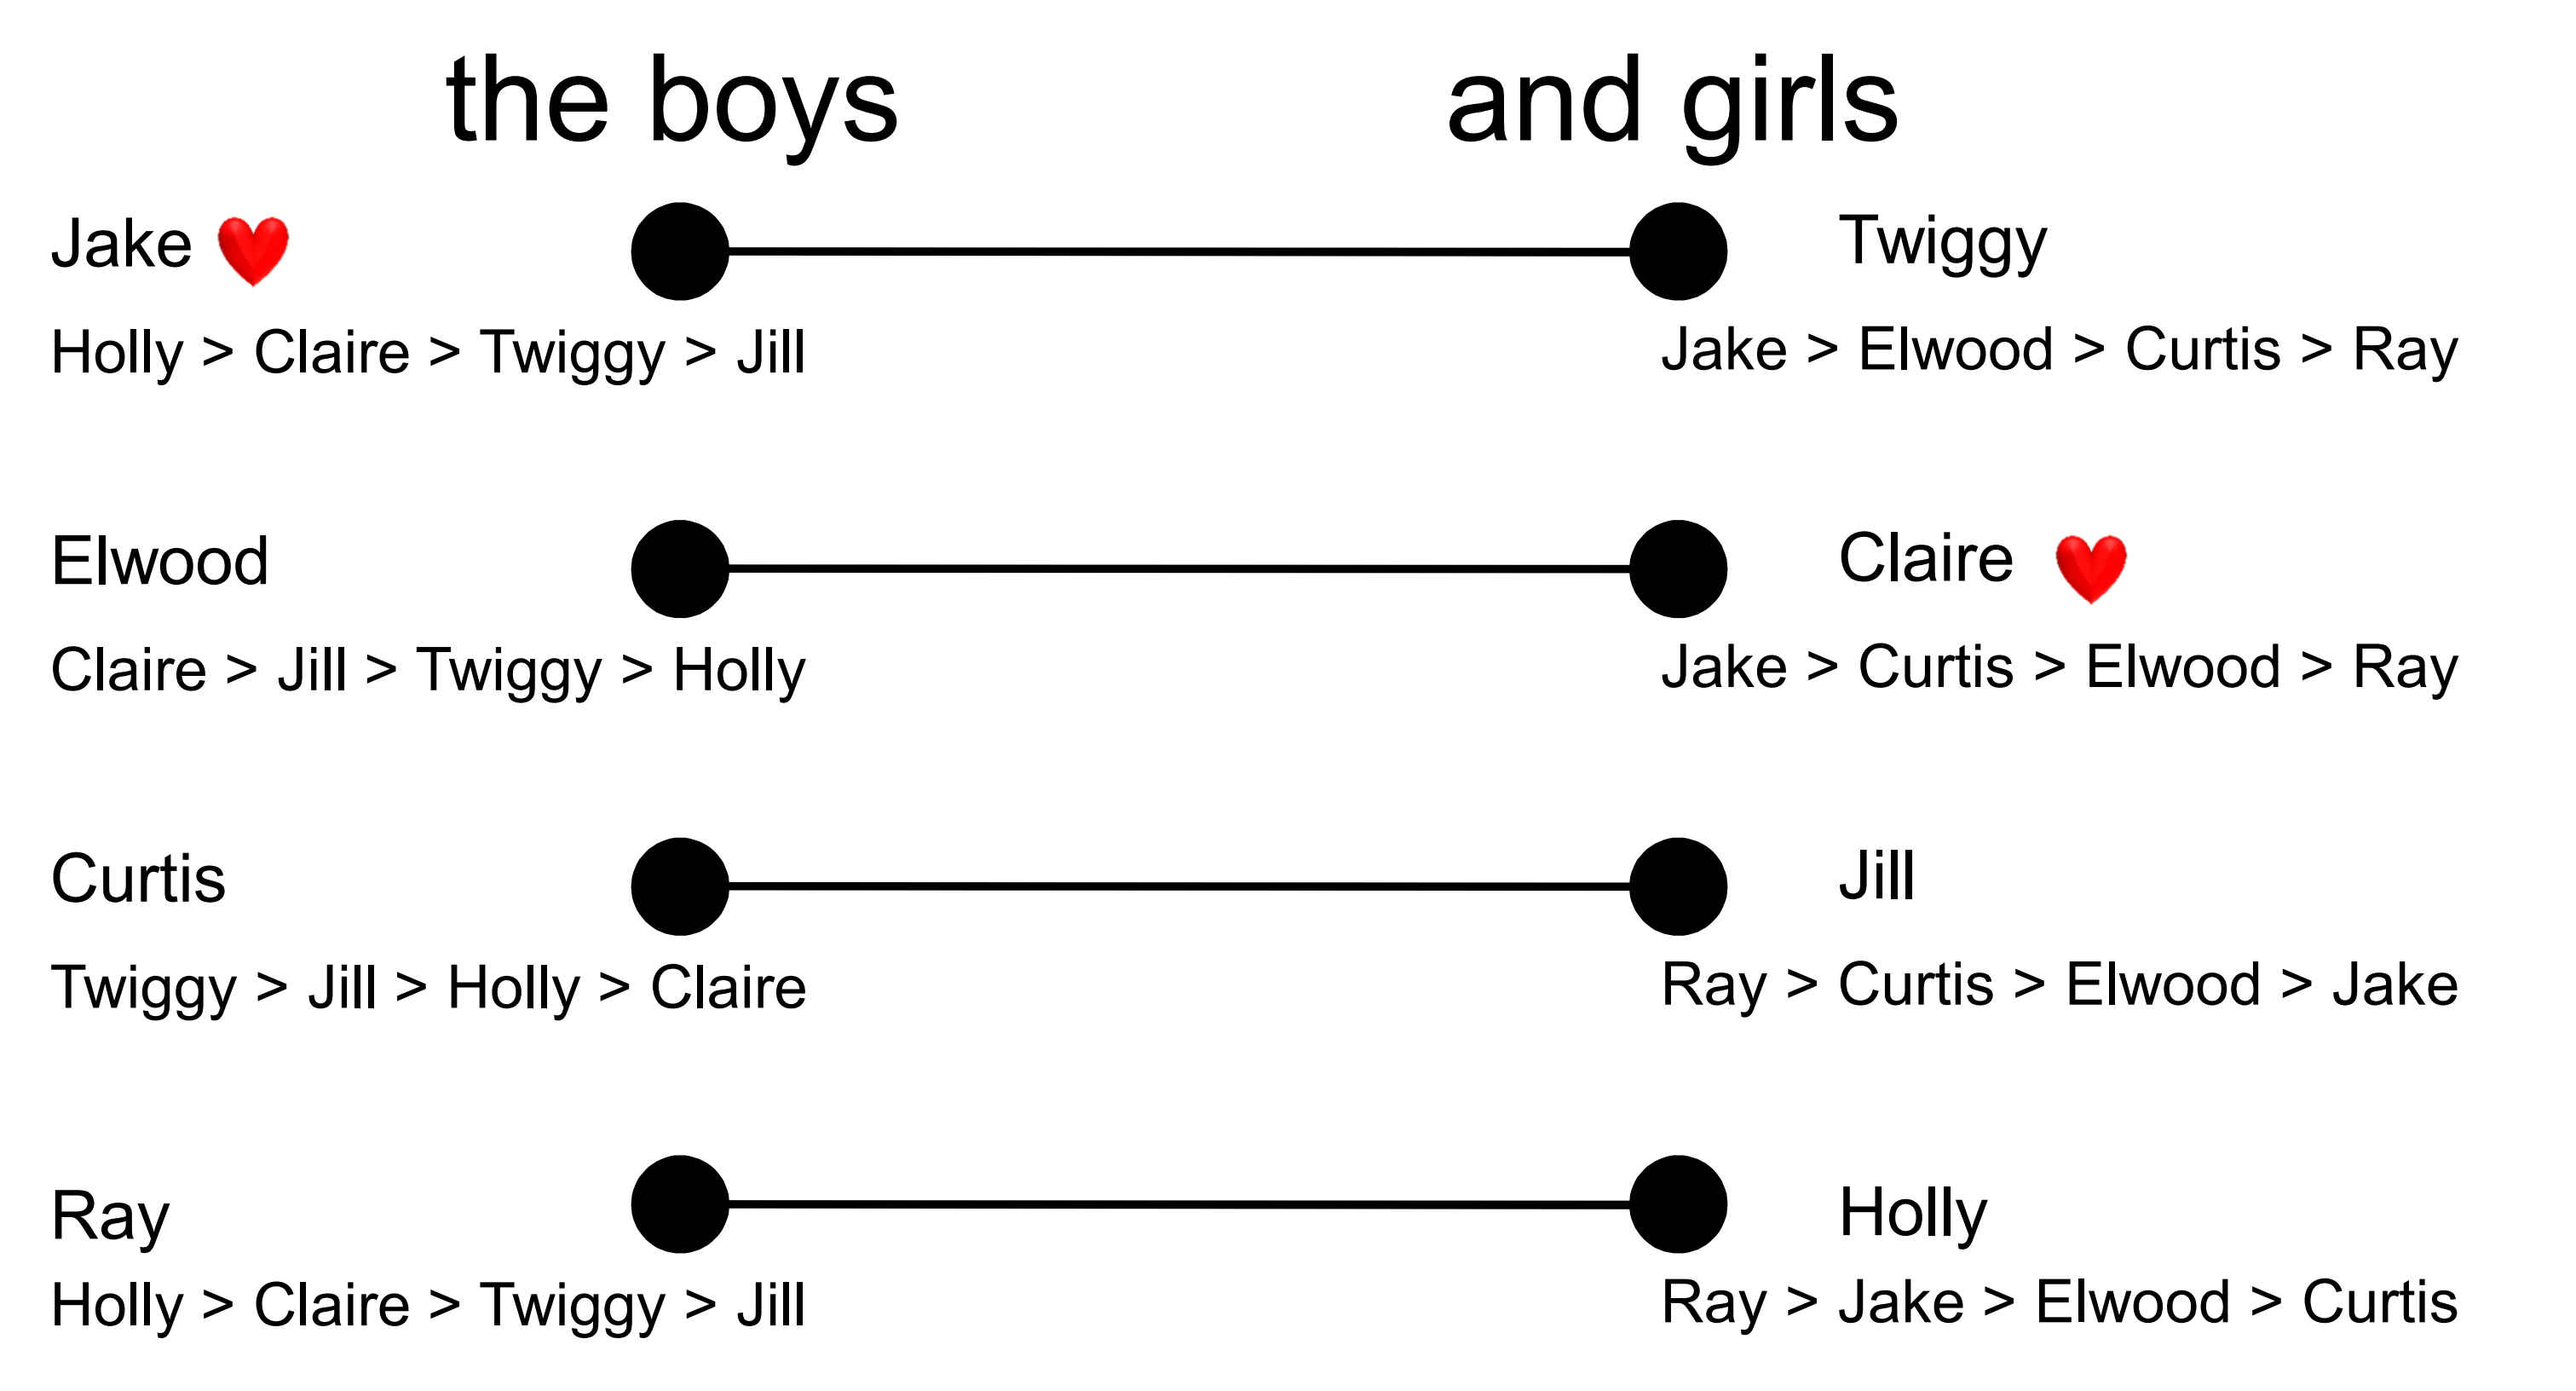 the boys
and girls
Jake
Twiggy
Holly > Claire > Twiggy > Jill
Jake > Elwood > Curtis > Ray
Elwood
Claire
Claire > Jill > Twiggy > Holly
Jake > Curtis > Elwood > Ray
Curtis
Jill
Twiggy > Jill > Holly > Claire
Ray > Curtis > Elwood > Jake
Ray
Holly
Holly > Claire > Twiggy > Jill
Ray > Jake > Elwood > Curtis